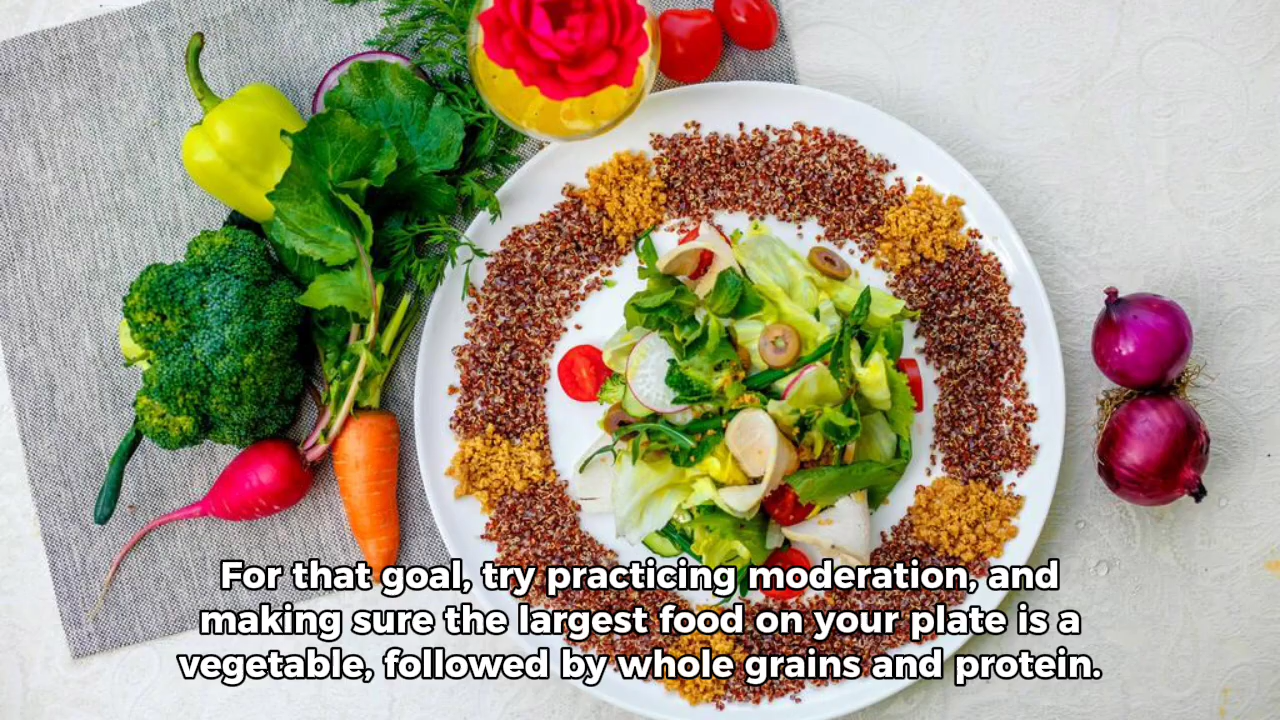 For that goal, try practicing moderation, and
making sure the largest food on your plate is a
vegetable, followed by whole grains and protein.